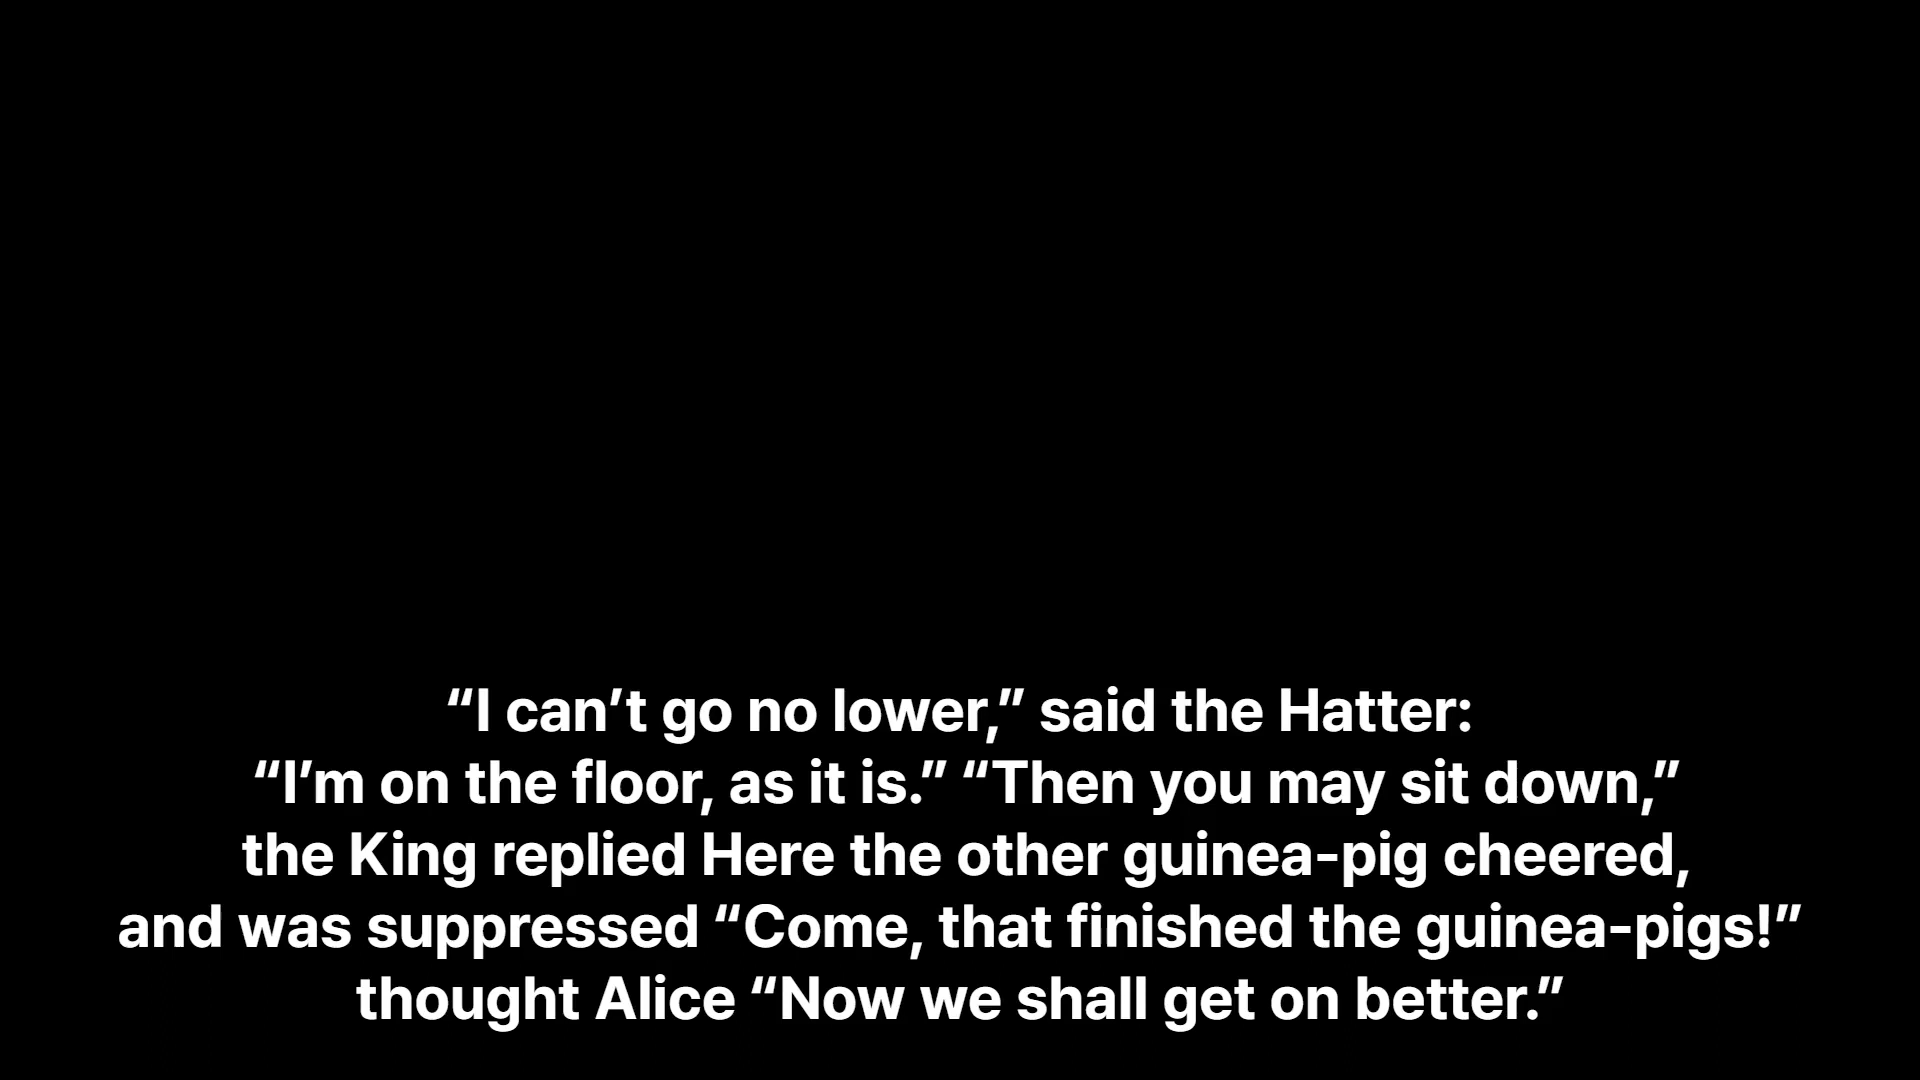 “I can’t go no lower,” said the Hatter:
“I’m on the floor, as it is.” “Then you may sit down,”
the King replied Here the other guinea-pig cheered,
and was suppressed “Come, that finished the guinea-pigs!”
thought Alice “Now we shall get on better.”